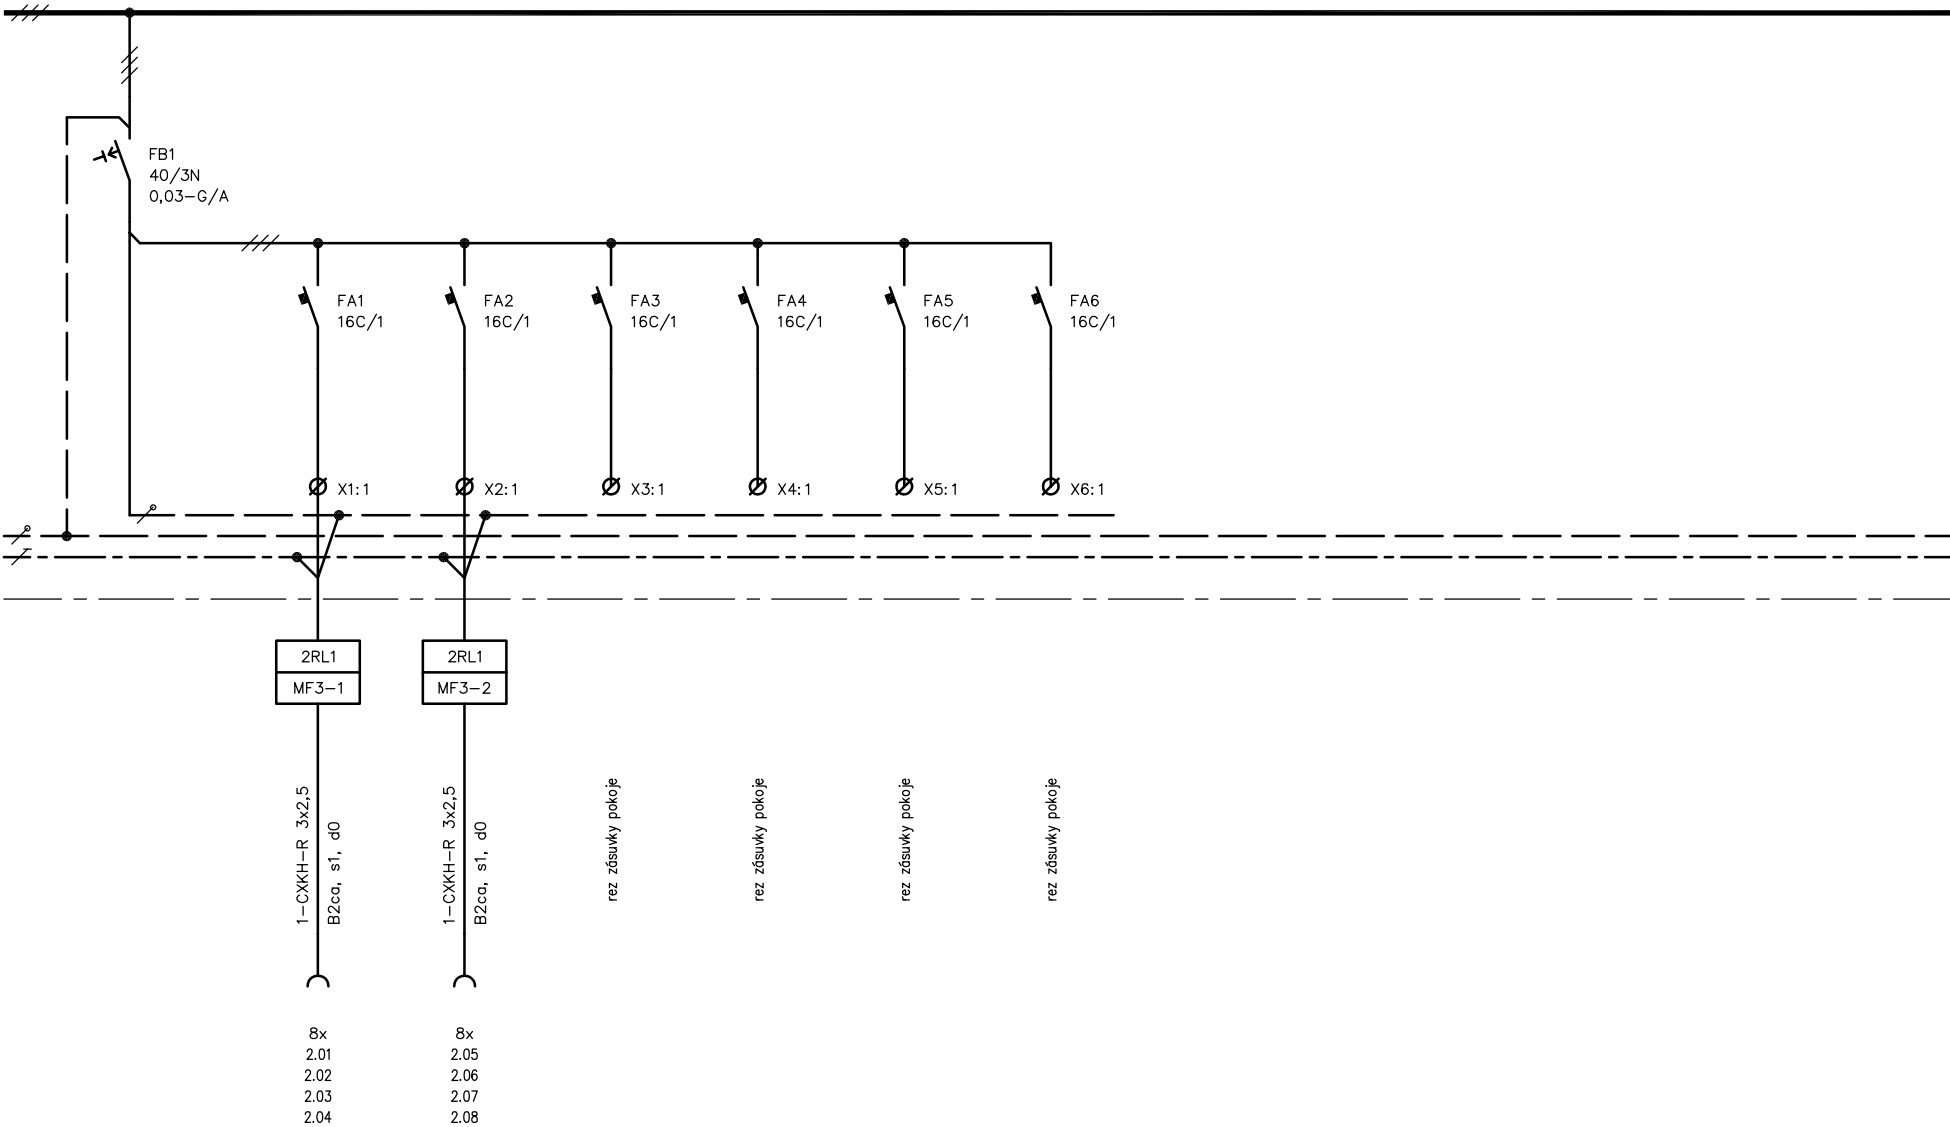 FB1
40/3N
0,03-G/A
FA1
16C/1
FA2
16C/1
FA3
16C/1
FA4
16C/1
FA5
16C/1
FA6
16C/1
X1:1
X2:1
X3:1
X4:1
X5:1
X6:1
2RL1
MF3-1
2RL1
MF3-2
1-CXKH-R 3x2,5
B2ca, s1, d0
1-CXKH-R 3x2,5
B2ca, s1, d0
rez zásuvky pokoje
rez zásuvky pokoje
rez zásuvky pokoje
rez zásuvky pokoje
8x
2.01
2.02
2.03
2.04
8x
2.05
2.06
2.07
2.08